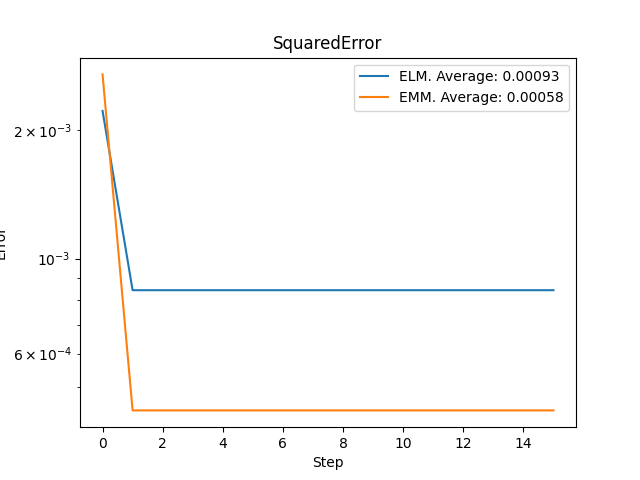 SquaredError
ELM. Average: 0.00093
EMM. Average: 0.00058
2 × 10⁻³
10⁻³
6 × 10⁻⁴
Error
0 2 4 6 8 10 12 14
Step